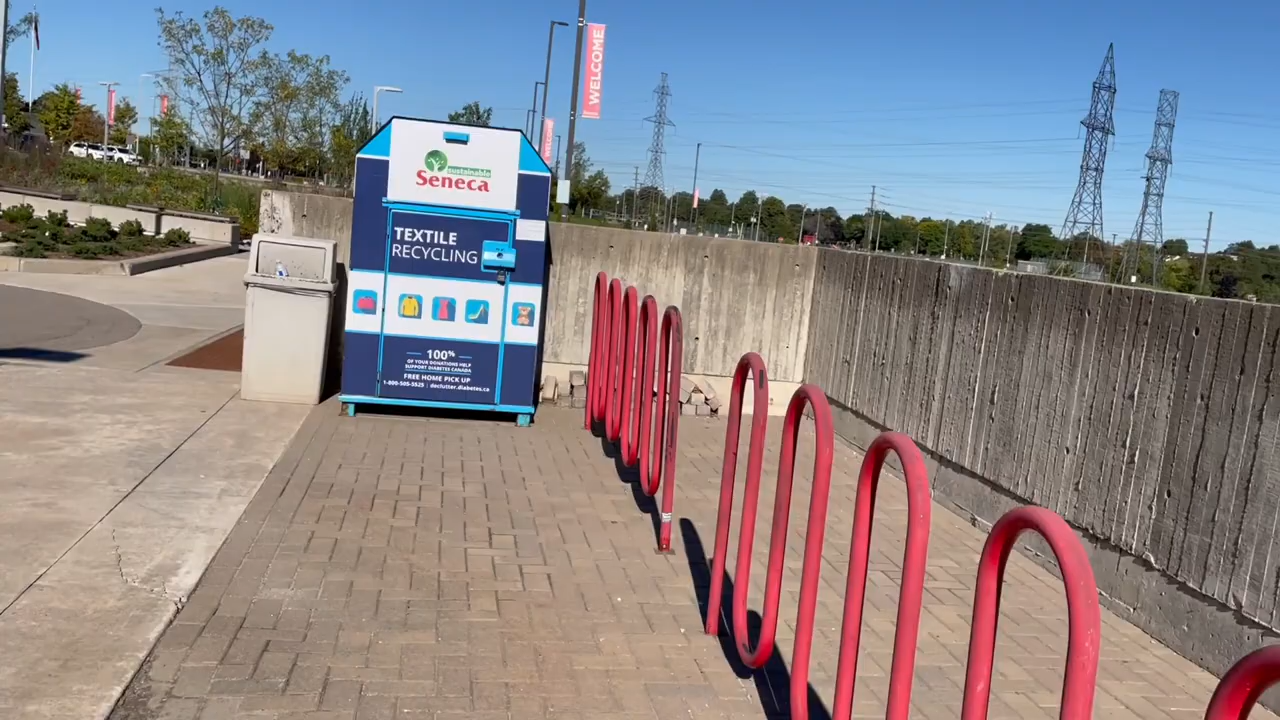 WELCOME
sustainable
Seneca
TEXTILE
RECYCLING
100%
OF YOUR DONATIONS HELP
SUPPORT DIABETES CANADA
FREE HOME PICK UP
1-800-505-5525 | declutter.diabetes.ca
WELCOME